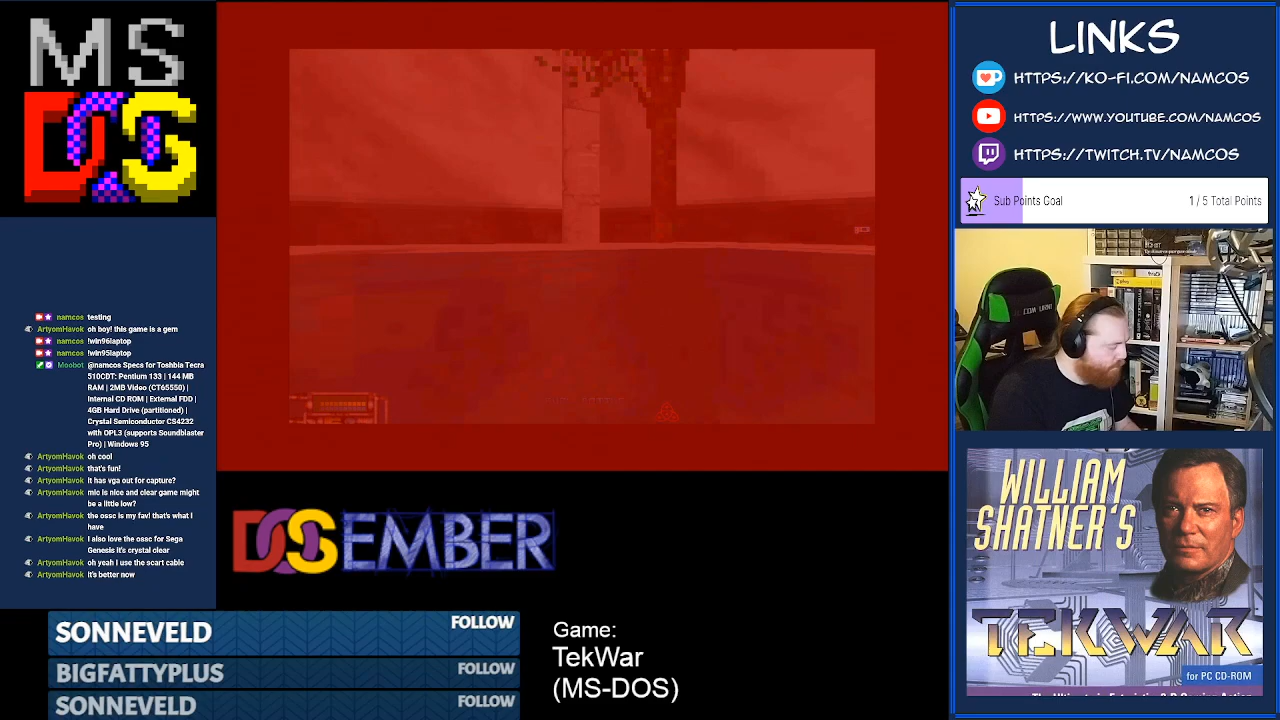 MS
DOS
namcos testing
ArtyomHavok oh boy! this game is a gem
namcos !win96laptop
namcos !win95laptop
Moobot @namcos Specs for Toshbia Tecra
510CDT: Pentium 133 | 144 MB
RAM | 2MB Video (CT65550) |
Internal CD ROM | External FDD |
4GB Hard Drive (partitioned) |
Crystal Semiconductor CS4232
with OPL3 (supports Soundblaster
Pro) | Windows 95
ArtyomHavok oh cool
ArtyomHavok that's fun!
ArtyomHavok it has vga out for capture?
ArtyomHavok mic is nice and clear game might
be a little low?
ArtyomHavok the ossc is my fav! that's what i
have
ArtyomHavok I also love the ossc for Sega
Genesis it's crystal clear
ArtyomHavok oh yeah I use the scart cable
ArtyomHavok It's better now
DOSEMBER
SONNEVELD FOLLOW
BIGFATTYPLUS FOLLOW
SONNEVELD FOLLOW
Game:
TekWar
(MS-DOS)
LINKS
HTTPS://KO-FI.COM/NAMCOS
HTTPS://WWW.YOUTUBE.COM/NAMCOS
HTTPS://TWITCH.TV/NAMCOS
Sub Points Goal 1 / 5 Total Points
WILLIAM
SHATNER'S
TEKWAR
for PC CD-ROM